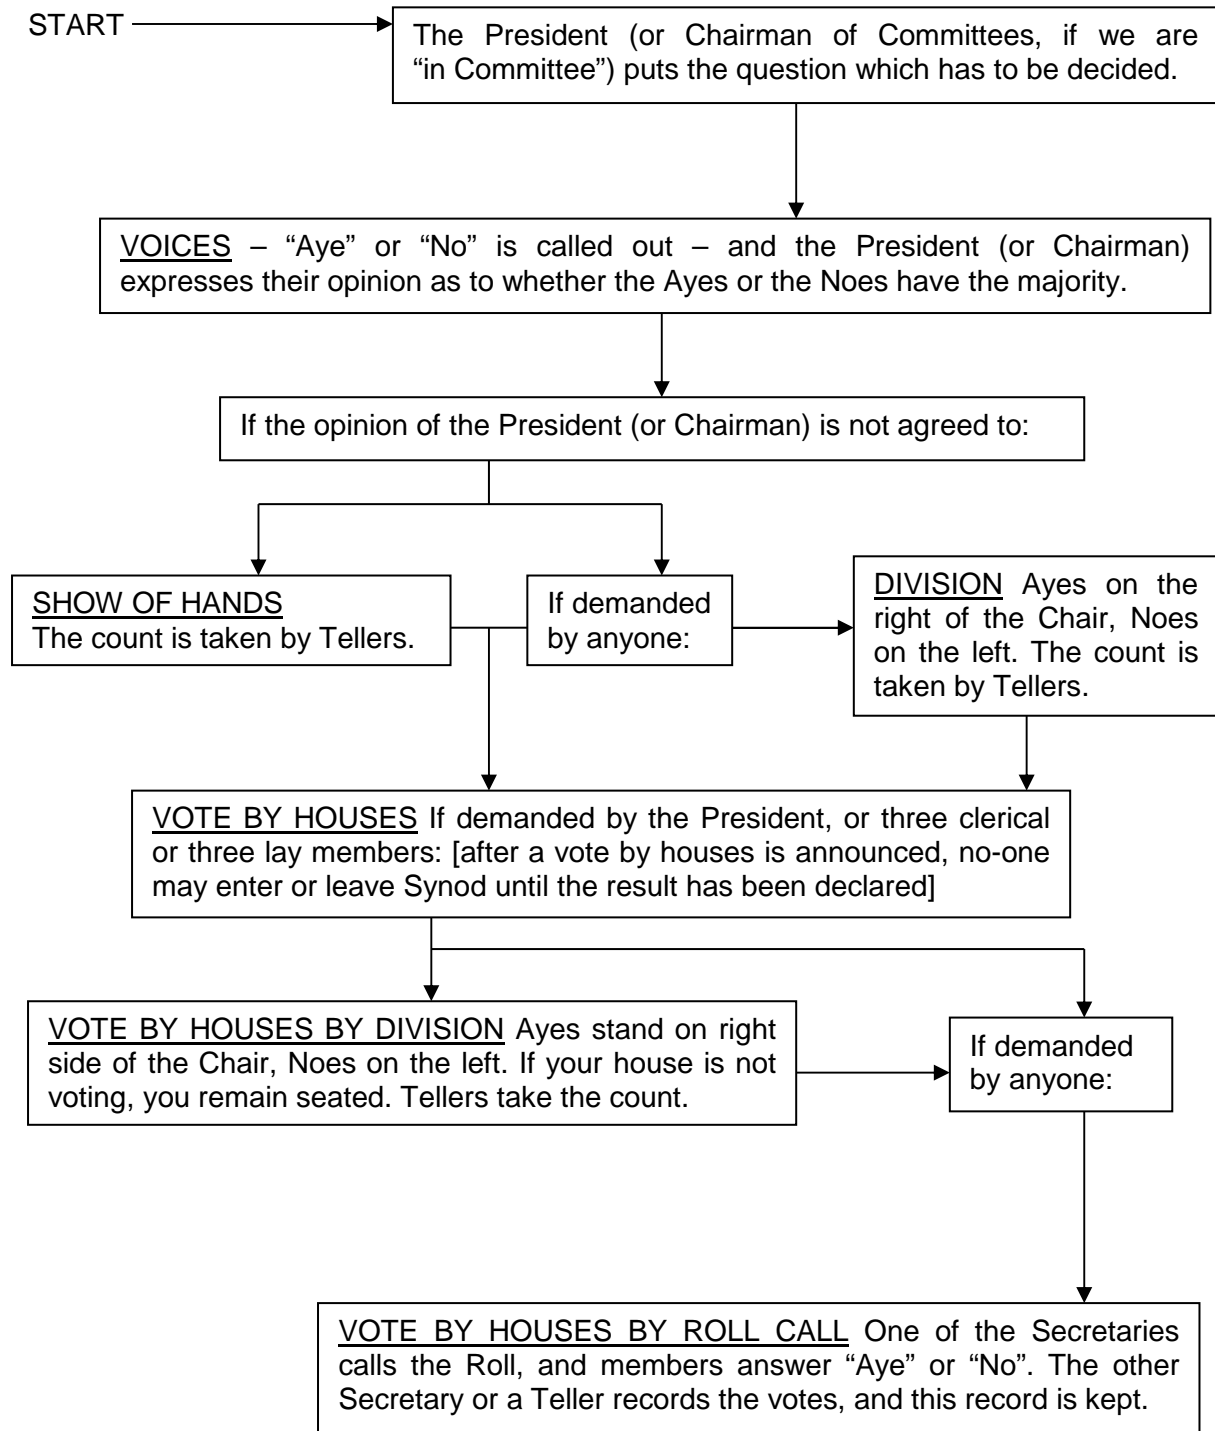 START
The President (or Chairman of Committees, if we are
“in Committee”) puts the question which has to be decided.
VOICES – “Aye” or “No” is called out – and the President (or Chairman)
expresses their opinion as to whether the Ayes or the Noes have the majority.
If the opinion of the President (or Chairman) is not agreed to:
SHOW OF HANDS
The count is taken by Tellers.
If demanded
by anyone:
DIVISION Ayes on the
right of the Chair, Noes
on the left. The count is
taken by Tellers.
VOTE BY HOUSES If demanded by the President, or three clerical
or three lay members: [after a vote by houses is announced, no-one
may enter or leave Synod until the result has been declared]
VOTE BY HOUSES BY DIVISION Ayes stand on right
side of the Chair, Noes on the left. If your house is not
voting, you remain seated. Tellers take the count.
If demanded
by anyone:
VOTE BY HOUSES BY ROLL CALL One of the Secretaries
calls the Roll, and members answer “Aye” or “No”. The other
Secretary or a Teller records the votes, and this record is kept.